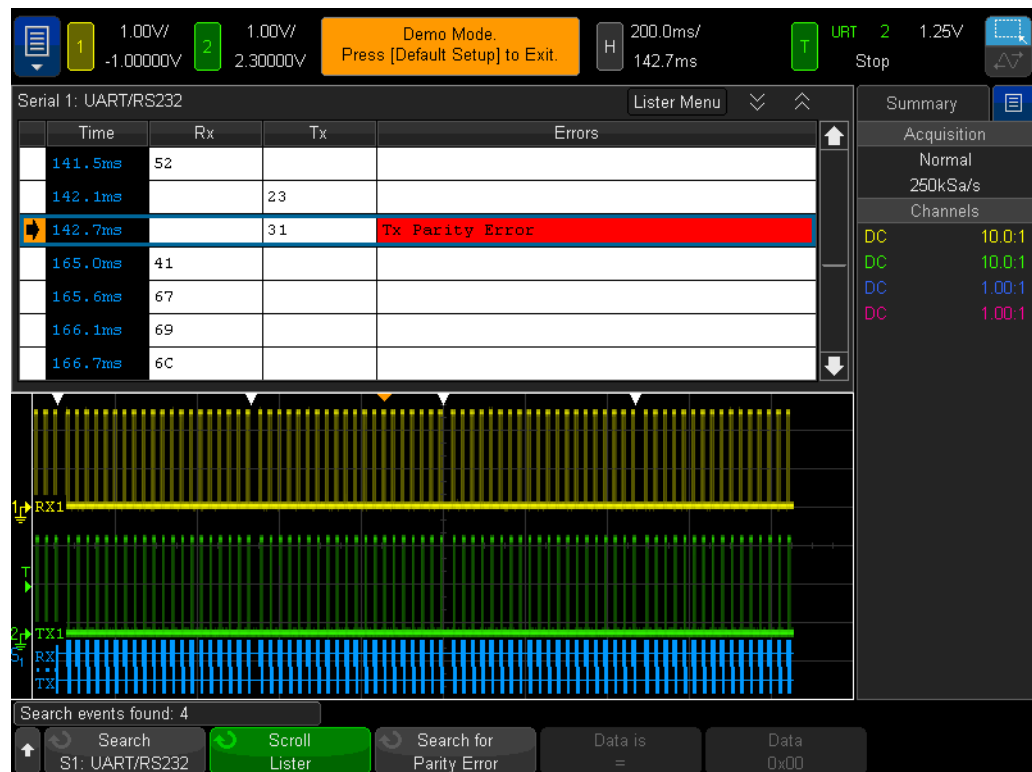 1 1.00V/ 2 1.00V/ Demo Mode. H 200.0ms/ T URT 2 1.25V
-1.00000V 2.30000V Press [Default Setup] to Exit. 142.7ms Stop
Serial 1: UART/RS232 Lister Menu
Summary
Time Rx Tx Errors
Acquisition
141.5ms 52
Normal
250kSa/s
142.1ms 23
Channels
142.7ms 31 Tx Parity Error
DC 10.0:1
165.0ms 41
DC 10.0:1
165.6ms 67
DC 1.00:1
166.1ms 69
DC 1.00:1
166.7ms 6C
1 RX1
T
2 TX1
S1 RX
TX
Search events found: 4
Search Scroll Search for Data is Data
S1: UART/RS232 Lister Parity Error = 0x00